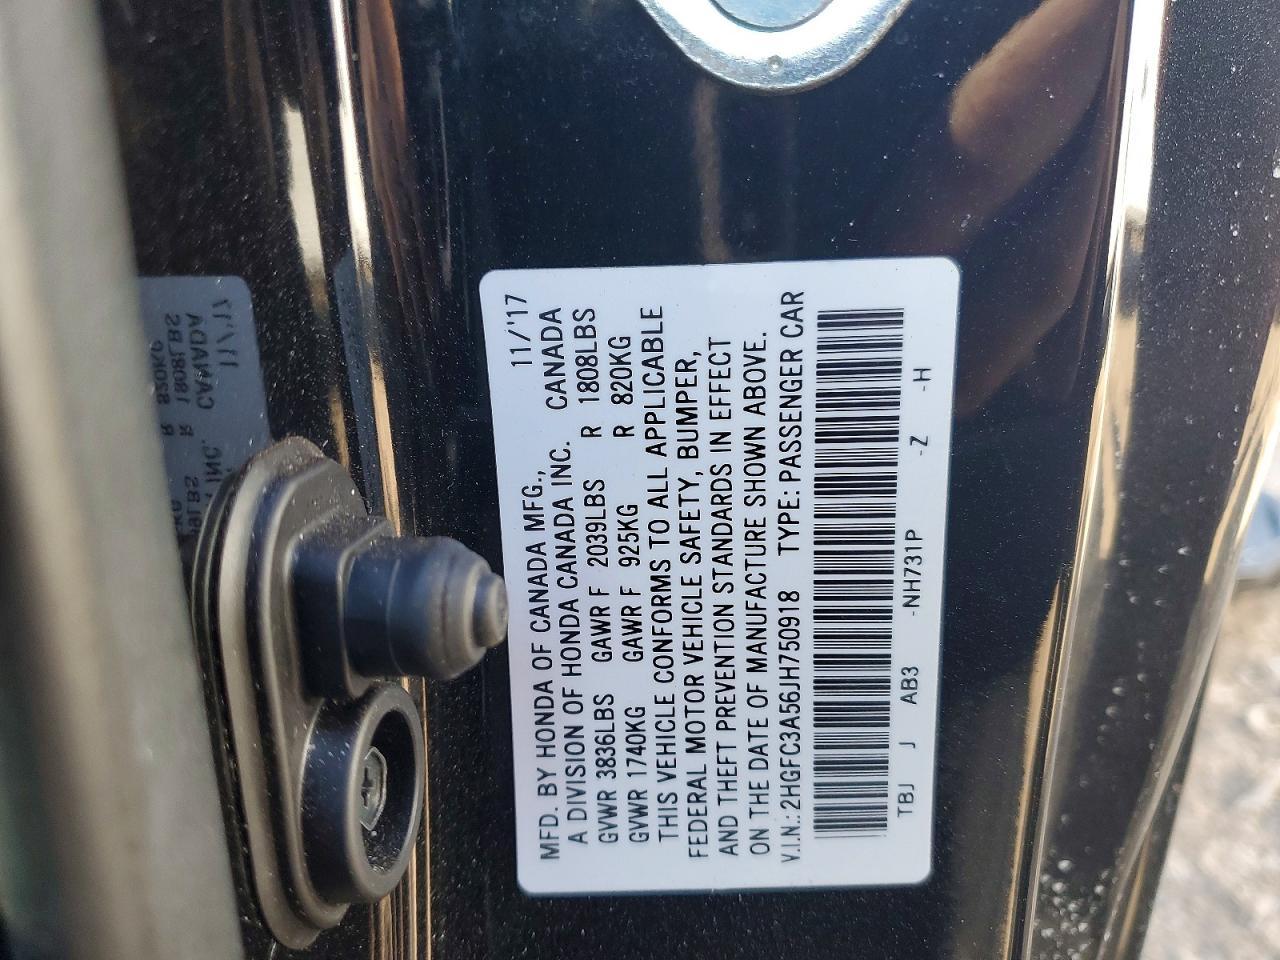 11/'17
MFD. BY HONDA OF CANADA MFG.,
A DIVISION OF HONDA CANADA INC. CANADA
GVWR 3836LBS GAWR F 2039LBS R 1808LBS
GVWR 1740KG GAWR F 925KG R 820KG
THIS VEHICLE CONFORMS TO ALL APPLICABLE
FEDERAL MOTOR VEHICLE SAFETY, BUMPER,
AND THEFT PREVENTION STANDARDS IN EFFECT
ON THE DATE OF MANUFACTURE SHOWN ABOVE.
V.I.N.: 2HGFC3A56JH750918 TYPE: PASSENGER CAR
TBJ J AB3 -NH731P -Z -H